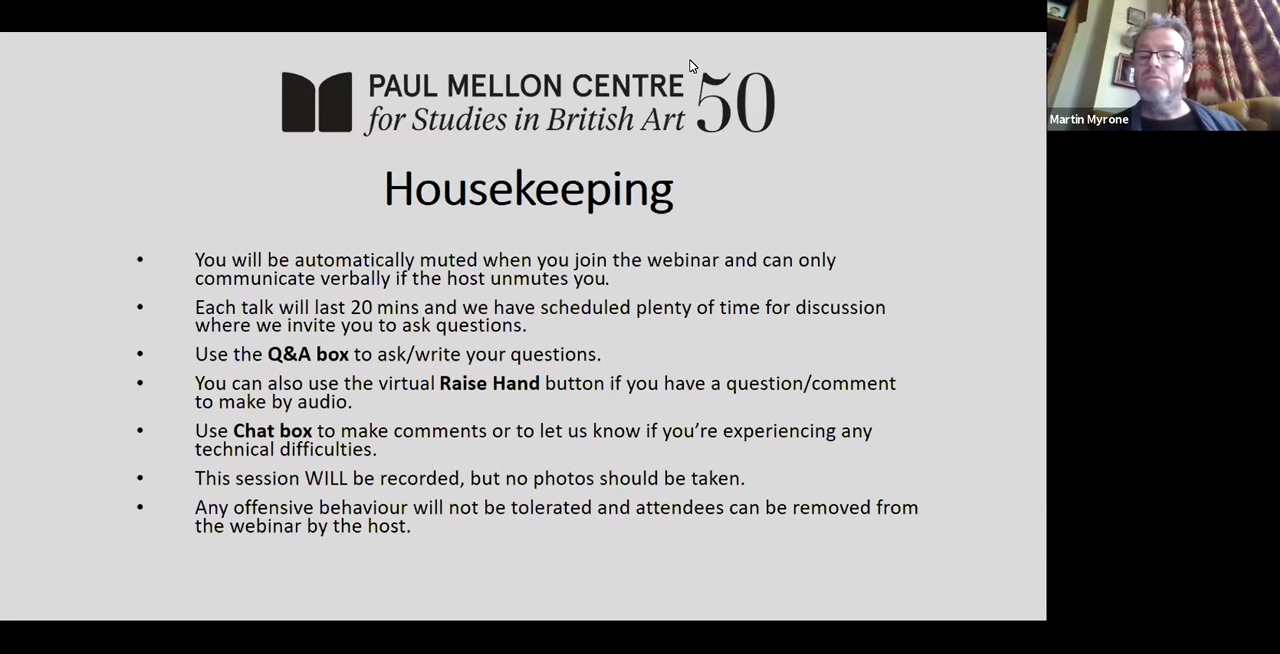 PAUL MELLON CENTRE
for Studies in British Art 50
Housekeeping
• You will be automatically muted when you join the webinar and can only
communicate verbally if the host unmutes you.
• Each talk will last 20 mins and we have scheduled plenty of time for discussion
where we invite you to ask questions.
• Use the Q&A box to ask/write your questions.
• You can also use the virtual Raise Hand button if you have a question/comment
to make by audio.
• Use Chat box to make comments or to let us know if you’re experiencing any
technical difficulties.
• This session WILL be recorded, but no photos should be taken.
• Any offensive behaviour will not be tolerated and attendees can be removed from
the webinar by the host.
Martin Myrone